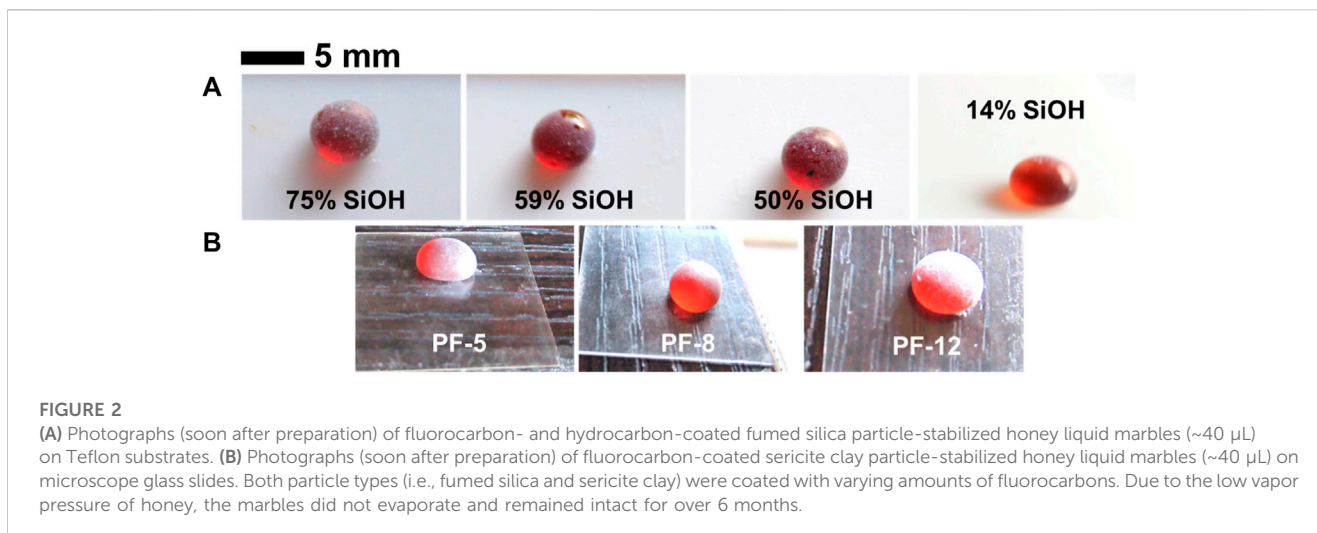 5 mm
A
14% SiOH
75% SiOH
59% SiOH
50% SiOH
B
PF-5
PF-8
PF-12
FIGURE 2
(A) Photographs (soon after preparation) of fluorocarbon- and hydrocarbon-coated fumed silica particle-stabilized honey liquid marbles (~40 µL)
on Teflon substrates. (B) Photographs (soon after preparation) of fluorocarbon-coated sericite clay particle-stabilized honey liquid marbles (~40 µL) on
microscope glass slides. Both particle types (i.e., fumed silica and sericite clay) were coated with varying amounts of fluorocarbons. Due to the low vapor
pressure of honey, the marbles did not evaporate and remained intact for over 6 months.